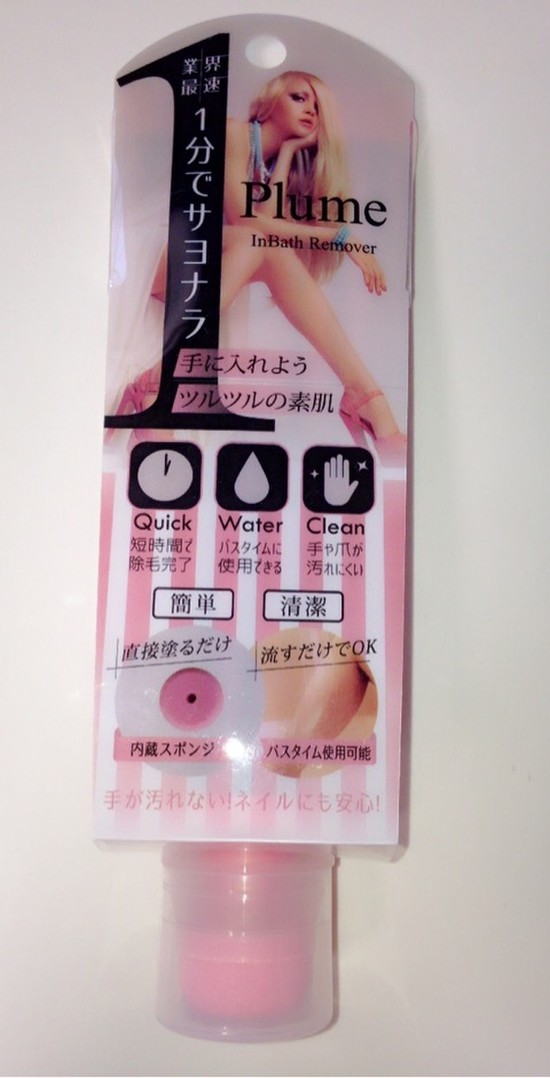 業界最速
1分でサヨナラ
Plume
InBath Remover
手に入れよう
ツルツルの素肌
Quick
短時間で
除毛完了
Water
バスタイムに
使用できる
Clean
手や爪が
汚れにくい
簡単
清潔
直接塗るだけ
流すだけでOK
内蔵スポンジ
バスタイム使用可能
手が汚れない!ネイルにも安心!